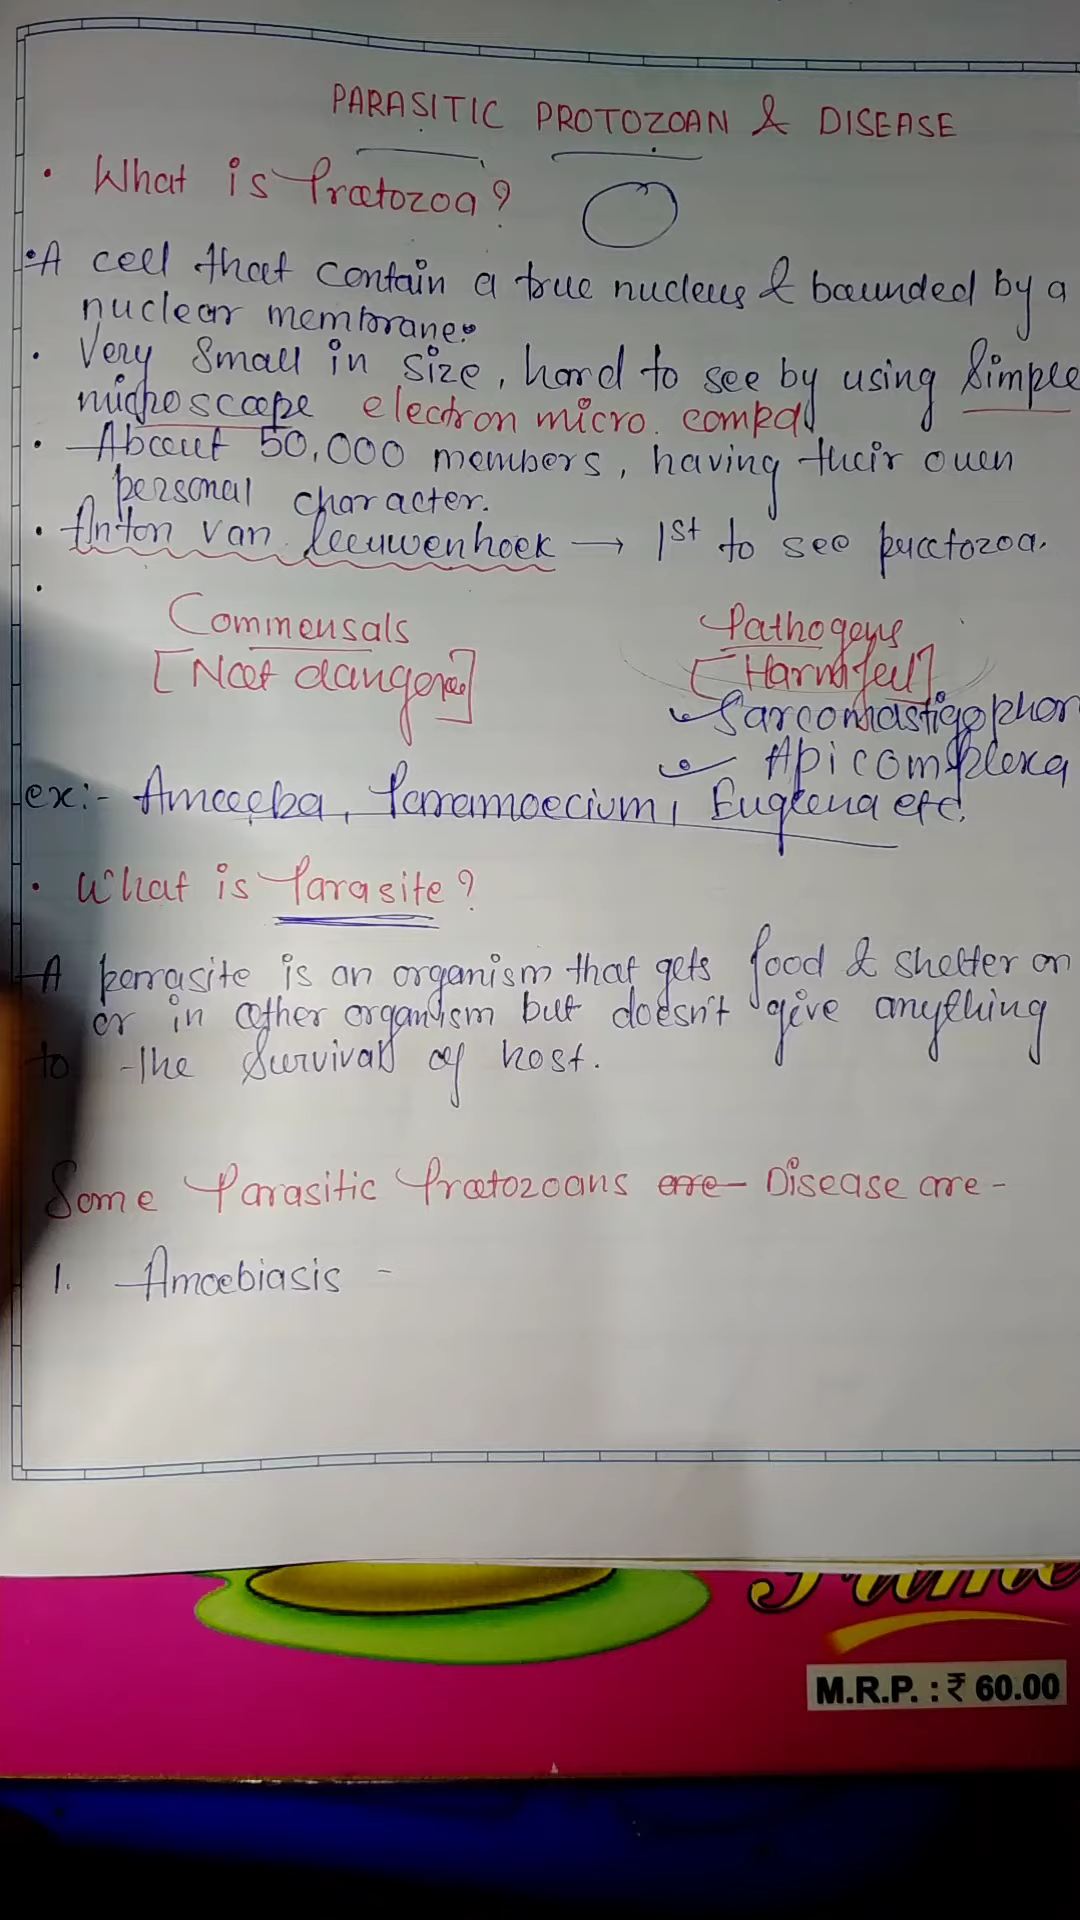 PARASITIC PROTOZOAN & DISEASE
• What is Protozoa?
• A cell that contain a true nucleus & bounded by a
nuclear membrane.
• Very small in size, hard to see by using Simple
microscope electron micro. compd
• About 50,000 members, having their own
personal character.
• Anton van leeuwenhoek → 1st to see protozoa.
•
Commensals Pathogens
[Not dangerous] [Harmful]
Sarcomastigophor
Apicomplexa
ex:- Amoeba, Paramoecium, Euglena etc.
• What is Parasite?
A parasite is an organism that gets food & shelter on
or in other organism but doesn't give anything
to the survival of host.
Some Parasitic Protozoans are Disease are -
1. Amoebiasis -
M.R.P. : ₹ 60.00